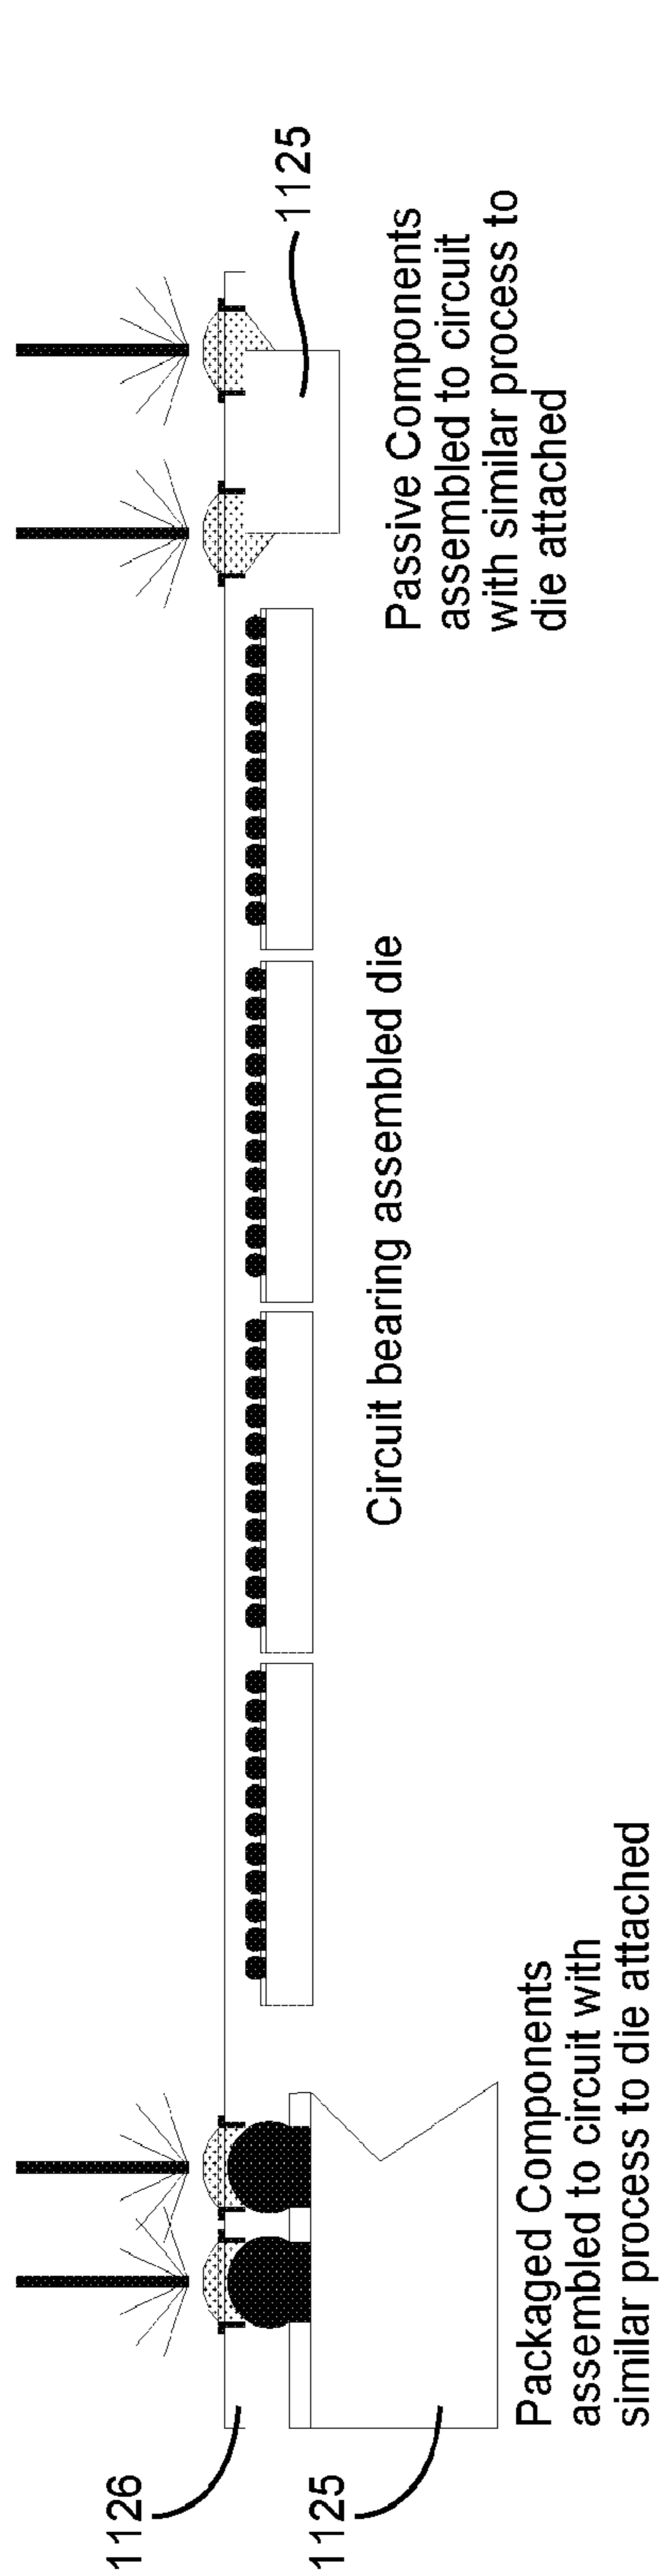 1126
1125
Packaged Components
assembled to circuit with
similar process to die attached
Circuit bearing assembled die
Passive Components
assembled to circuit
with similar process to
die attached
1125